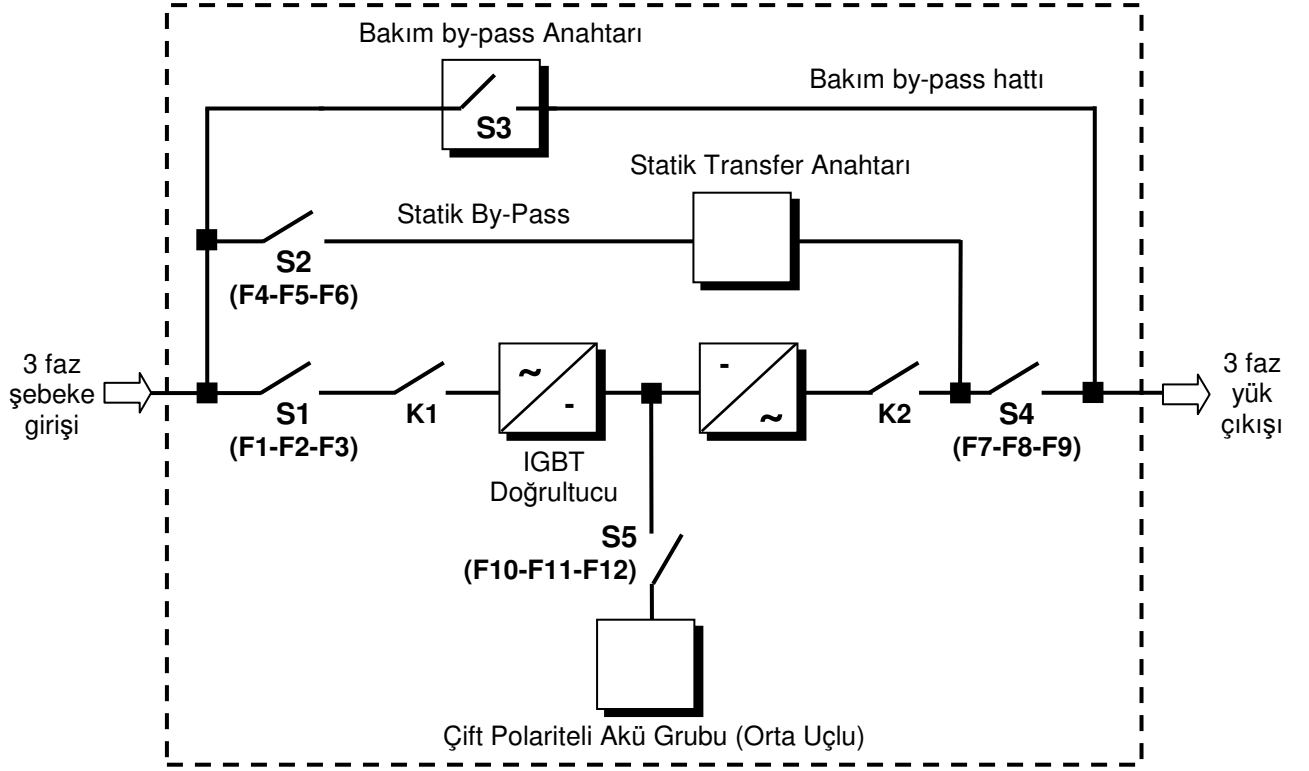 Bakım by-pass Anahtarı
Bakım by-pass hattı
S3
Statik Transfer Anahtarı
Statik By-Pass
S2
(F4-F5-F6)
3 faz
şebeke
girişi
~
-
-
~
3 faz
yük
çıkışı
S1
(F1-F2-F3)
K1
K2
S4
(F7-F8-F9)
IGBT
Doğrultucu
S5
(F10-F11-F12)
Çift Polariteli Akü Grubu (Orta Uçlu)